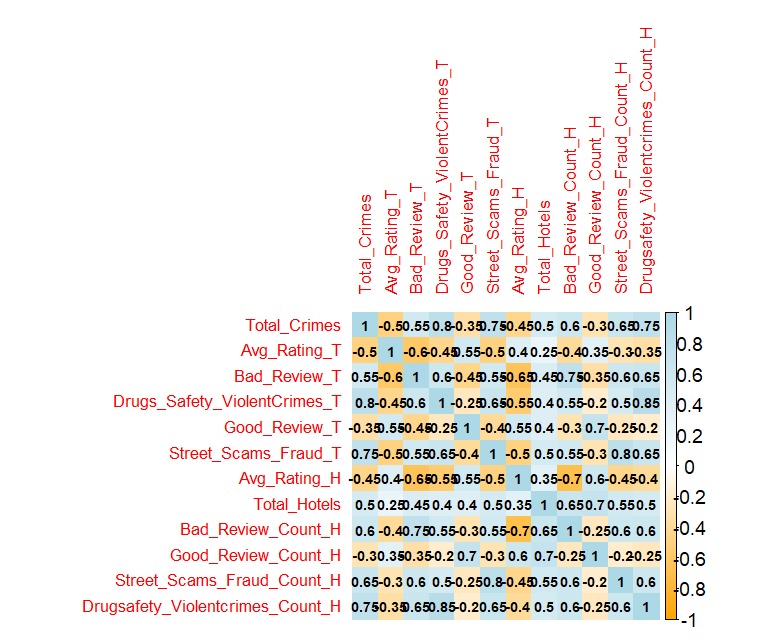 Total_Crimes
Avg_Rating_T
Bad_Review_T
Drugs_Safety_ViolentCrimes_T
Good_Review_T
Street_Scams_Fraud_T
Avg_Rating_H
Total_Hotels
Bad_Review_Count_H
Good_Review_Count_H
Street_Scams_Fraud_Count_H
Drugsafety_Violentcrimes_Count_H
Total_Crimes 1 -0.5 0.55 0.8 -0.35 0.75 -0.45 0.5 0.6 -0.3 0.65 0.75
Avg_Rating_T -0.5 1 -0.6 -0.45 0.55 -0.5 0.4 0.25 -0.4 0.35 -0.3 -0.35
Bad_Review_T 0.55 -0.6 1 0.6 -0.45 0.55 -0.65 0.45 0.75 -0.35 0.6 0.65
Drugs_Safety_ViolentCrimes_T 0.8 -0.45 0.6 1 -0.25 0.65 -0.55 0.4 0.55 -0.2 0.5 0.85
Good_Review_T -0.35 0.55 -0.45 -0.25 1 -0.4 0.55 0.4 -0.3 0.7 -0.25 -0.2
Street_Scams_Fraud_T 0.75 -0.5 0.55 0.65 -0.4 1 -0.5 0.5 0.55 -0.3 0.8 0.65
Avg_Rating_H -0.45 0.4 -0.65 -0.55 0.55 -0.5 1 0.35 -0.7 0.6 -0.45 -0.4
Total_Hotels 0.5 0.25 0.45 0.4 0.4 0.5 0.35 1 0.65 0.7 0.55 0.5
Bad_Review_Count_H 0.6 -0.4 0.75 0.55 -0.3 0.55 -0.7 0.65 1 -0.25 0.6 0.6
Good_Review_Count_H -0.3 0.35 -0.35 -0.2 0.7 -0.3 0.6 0.7 -0.25 1 -0.2 -0.25
Street_Scams_Fraud_Count_H 0.65 -0.3 0.6 0.5 -0.25 0.8 -0.45 0.55 0.6 -0.2 1 0.6
Drugsafety_Violentcrimes_Count_H 0.75 -0.35 0.65 0.85 -0.2 0.65 -0.4 0.5 0.6 -0.25 0.6 1
1
0.8
0.6
0.4
0.2
0
-0.2
-0.4
-0.6
-0.8
-1